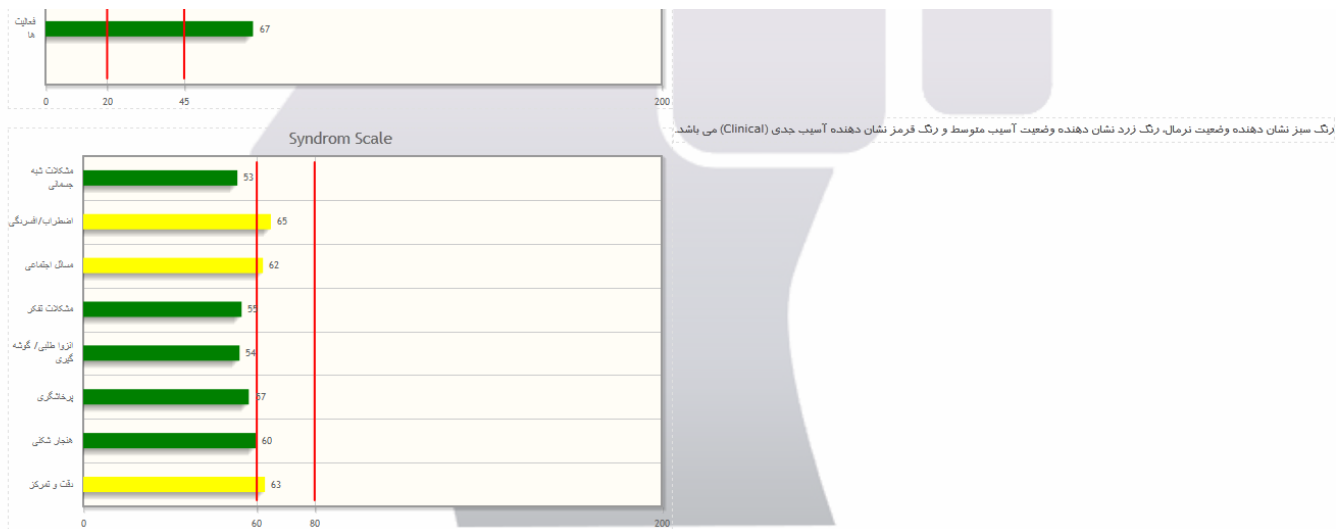 فعالیت
ها
67
0 20 45 200
رنگ سبز نشان دهنده وضعیت نرمال، رنگ زرد نشان دهنده وضعیت آسیب متوسط و رنگ قرمز نشان دهنده آسیب جدی (Clinical) می باشد.
Syndrom Scale
مشکلات شبه
جسمانی
53
اضطراب/افسردگی
65
مسائل اجتماعی
62
مشکلات تفکر
55
انزوا طلبی/ گوشه
گیری
54
پرخاشگری
57
هنجار شکنی
60
دقت و تمرکز
63
0 60 80 200